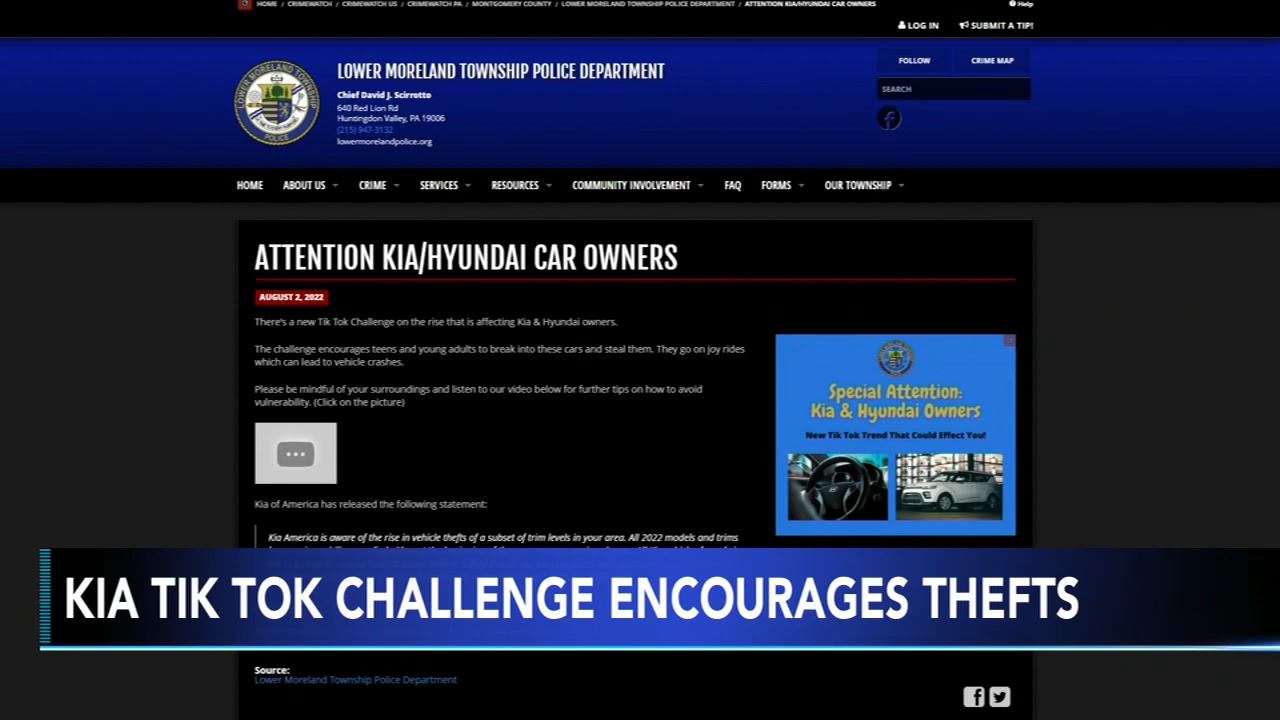 HOME / CRIMEWATCH / CRIMEWATCH US / CRIMEWATCH PA / MONTGOMERY COUNTY / LOWER MORELAND TOWNSHIP POLICE DEPARTMENT / ATTENTION KIA/HYUNDAI CAR OWNERS
Help
LOG IN
SUBMIT A TIP!
LOWER MORELAND TOWNSHIP POLICE DEPARTMENT
Chief David J. Scirrotto
640 Red Lion Rd
Huntingdon Valley, PA 19006
(215) 947-3132
lowermorelandpolice.org
LOWER MORELAND TOWNSHIP
POLICE
FOLLOW
CRIME MAP
SEARCH
HOME
ABOUT US
CRIME
SERVICES
RESOURCES
COMMUNITY INVOLVEMENT
FAQ
FORMS
OUR TOWNSHIP
ATTENTION KIA/HYUNDAI CAR OWNERS
AUGUST 2, 2022
There's a new Tik Tok Challenge on the rise that is affecting Kia & Hyundai owners.
The challenge encourages teens and young adults to break into these cars and steal them. They go on joy rides
which can lead to vehicle crashes.
Please be mindful of your surroundings and listen to our video below for further tips on how to avoid
vulnerability. (Click on the picture)
Special Attention:
Kia & Hyundai Owners
New Tik Tok Trend That Could Effect You!
Kia of America has released the following statement:
Kia America is aware of the rise in vehicle thefts of a subset of trim levels in your area. All 2022 models and trims
KIA TIK TOK CHALLENGE ENCOURAGES THEFTS
Source:
Lower Moreland Township Police Department